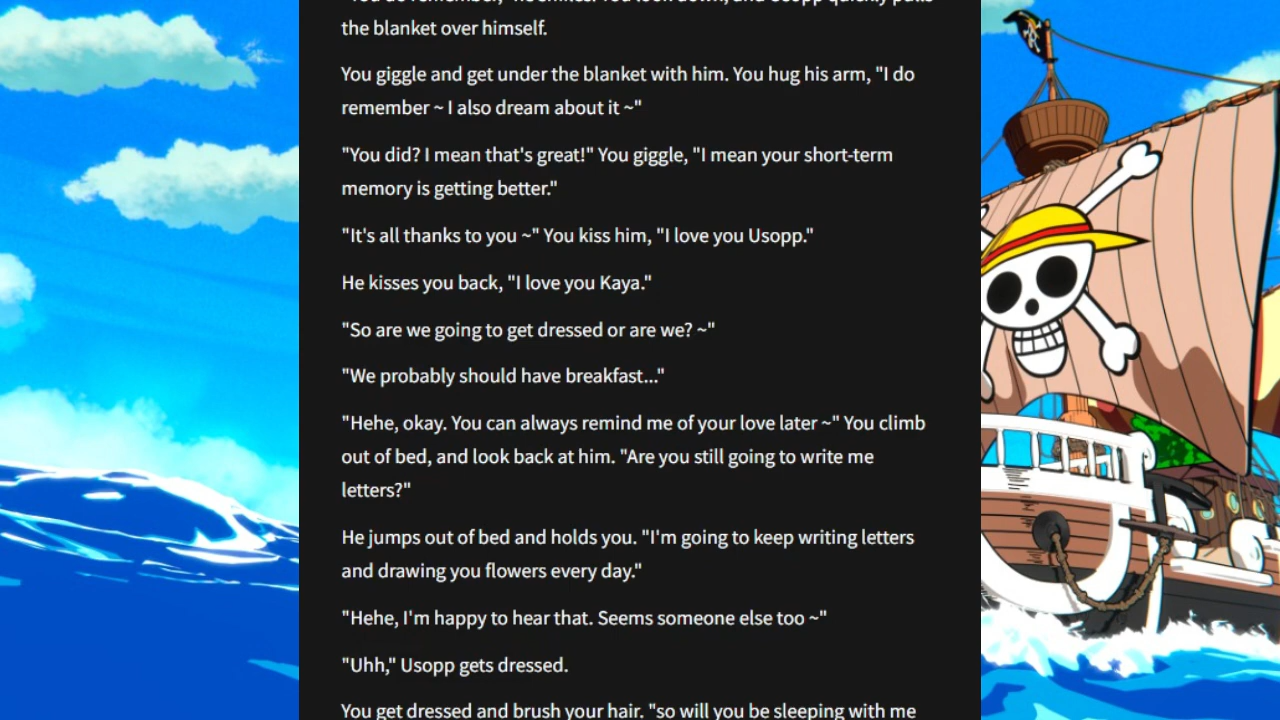 the blanket over himself.
You giggle and get under the blanket with him. You hug his arm, "I do
remember ~ I also dream about it ~"
"You did? I mean that's great!" You giggle, "I mean your short-term
memory is getting better."
"It's all thanks to you ~" You kiss him, "I love you Usopp."
He kisses you back, "I love you Kaya."
"So are we going to get dressed or are we? ~"
"We probably should have breakfast..."
"Hehe, okay. You can always remind me of your love later ~" You climb
out of bed, and look back at him. "Are you still going to write me
letters?"
He jumps out of bed and holds you. "I'm going to keep writing letters
and drawing you flowers every day."
"Hehe, I'm happy to hear that. Seems someone else too ~"
"Uhh," Usopp gets dressed.
You get dressed and brush your hair. "so will you be sleeping with me